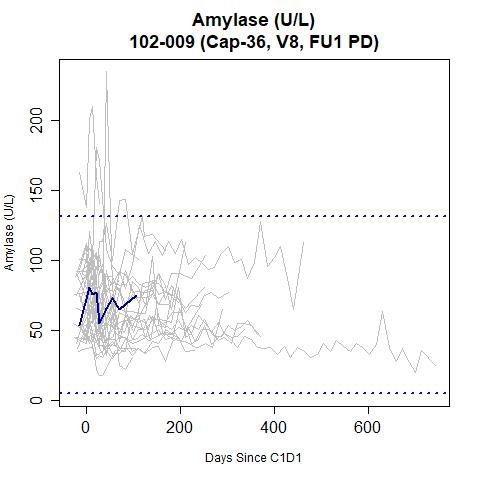 Amylase (U/L)
102-009 (Cap-36, V8, FU1 PD)
Amylase (U/L)
200
150
100
50
0
0 200 400 600
Days Since C1D1